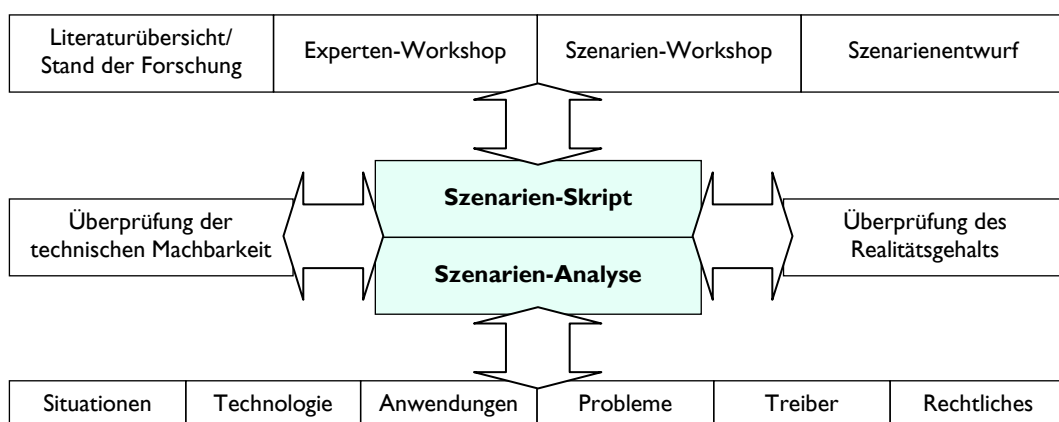 Literaturübersicht/
Stand der Forschung
Experten-Workshop
Szenarien-Workshop
Szenarienentwurf
Szenarien-Skript
Überprüfung der
technischen Machbarkeit
Überprüfung des
Realitätsgehalts
Szenarien-Analyse
Situationen
Technologie
Anwendungen
Probleme
Treiber
Rechtliches